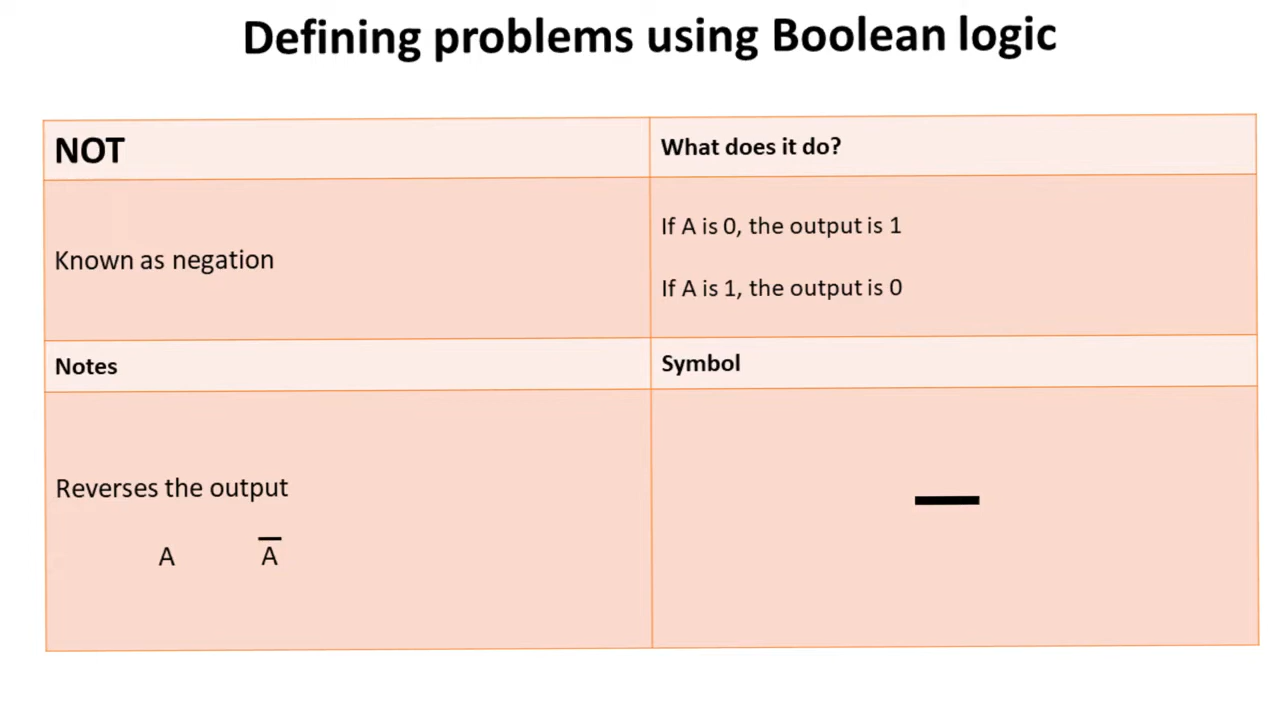 Defining problems using Boolean logic
NOT
What does it do?
Known as negation
If A is 0, the output is 1
If A is 1, the output is 0
Notes
Symbol
Reverses the output
A A̅
—